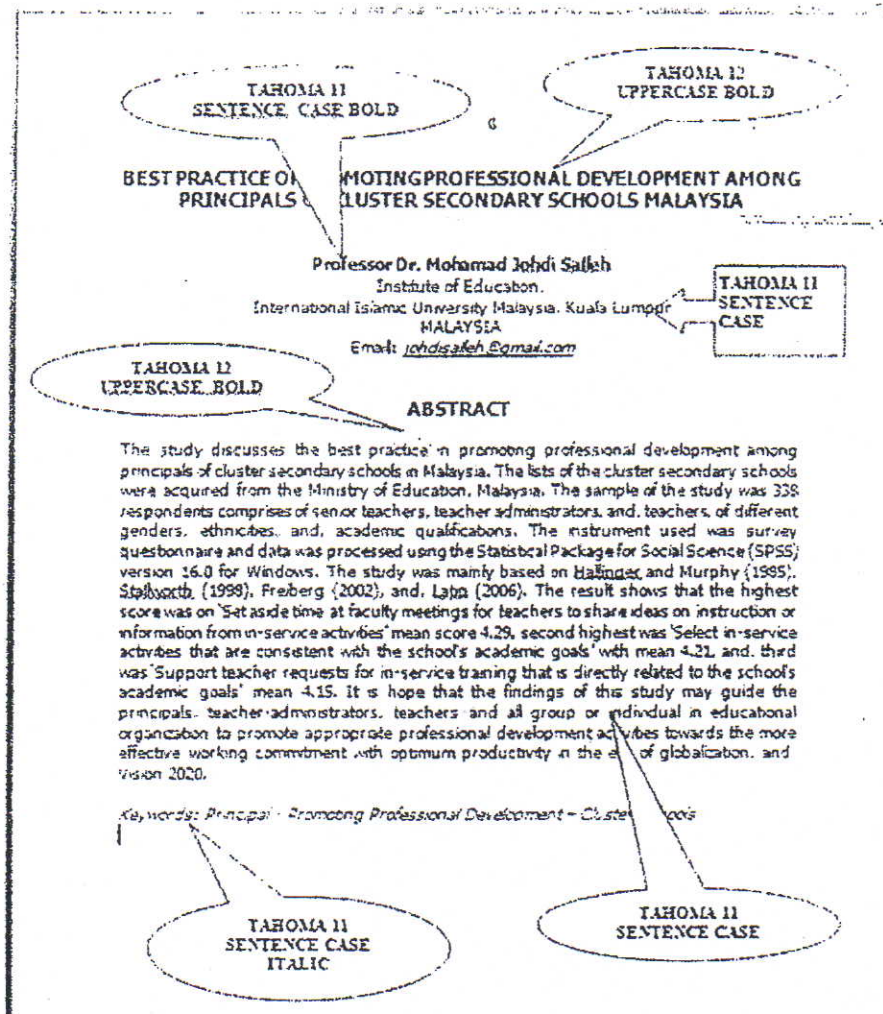 TAHOMA 11
SENTENCE CASE BOLD
TAHOMA 12
UPPERCASE BOLD
BEST PRACTICE O MOTING PROFESSIONAL DEVELOPMENT AMONG
PRINCIPALS CLUSTER SECONDARY SCHOOLS MALAYSIA
Professor Dr. Mohamad Johdi Salleh
Institute of Education,
International Islamic University Malaysia, Kuala Lumpur
MALAYSIA
Email: johdisalleh@gmail.com
TAHOMA 11
SENTENCE
CASE
TAHOMA 12
UPPERCASE BOLD
ABSTRACT
The study discusses the best practice in promoting professional development among
principals of cluster secondary schools in Malaysia. The lists of the cluster secondary schools
were acquired from the Ministry of Education, Malaysia. The sample of the study was 338
respondents comprises of senior teachers, teacher administrators, and, teachers, of different
genders, ethnicities, and, academic qualifications. The instrument used was survey
questionnaire and data was processed using the Statistical Package for Social Science (SPSS)
version 16.0 for Windows. The study was mainly based on Hallinder and Murphy (1985),
Stallworth (1998), Freiberg (2002), and, (2006). The result shows that the highest
score was on 'Set aside time at faculty meetings for teachers to share ideas on instruction or
information from in-service activities' mean score 4.29, second highest was 'Select in-service
activities that are consistent with the school's academic goals' with mean 4.21, and, third
was 'Support teacher requests for in-service training that is directly related to the school's
academic goals' mean 4.15. It is hope that the findings of this study may guide the
principals, teacher-administrators, teachers and all group or individual in educational
organization to promote appropriate professional development activities towards the more
effective working commitment with optimum productivity in the e of globalization, and
Vision 2020.
Keywords: Principal - Promoting Professional Development – Cluster ools
TAHOMA 11
SENTENCE CASE
ITALIC
TAHOMA 11
SENTENCE CASE